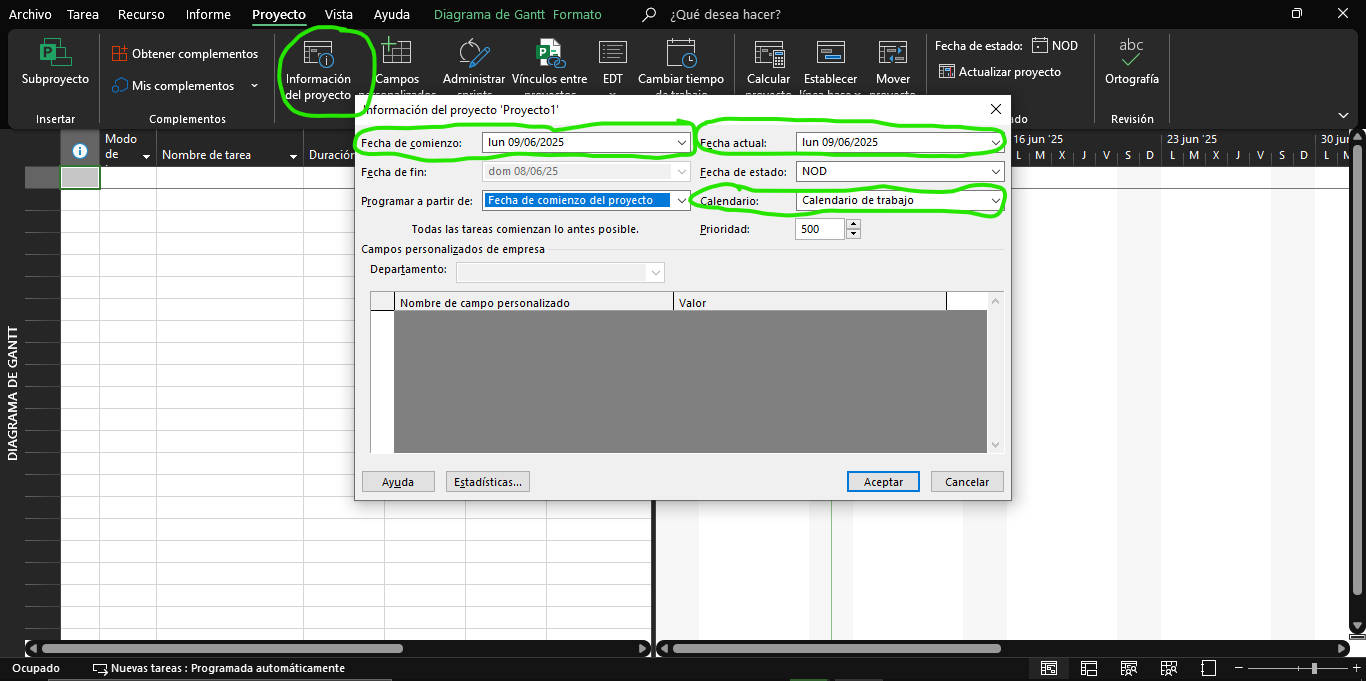 Archivo Tarea Recurso Informe Proyecto Vista Ayuda Diagrama de Gantt Formato ¿Qué desea hacer?
Subproyecto
Insertar
Obtener complementos
Mis complementos
Complementos
Información
del proyecto
Campos
personalizados
Administrar
sprints
Vínculos entre
proyectos
EDT
Cambiar tiempo
de trabajo
Calcular
proyecto
Establecer
línea base
Mover
proyecto
Fecha de estado: NOD
Actualizar proyecto
abc
Ortografía
Revisión
Información del proyecto 'Proyecto1'
Fecha de comienzo: lun 09/06/2025 Fecha actual: lun 09/06/2025
Fecha de fin: dom 08/06/25 Fecha de estado: NOD
Programar a partir de: Fecha de comienzo del proyecto Calendario: Calendario de trabajo
Todas las tareas comienzan lo antes posible. Prioridad: 500
Campos personalizados de empresa
Departamento:
Nombre de campo personalizado Valor
Ayuda Estadísticas... Aceptar Cancelar
Modo
de
Nombre de tarea
Duración
16 jun '25 23 jun '25 30 jun
L M X J V S D L M X J V S D L M
DIAGRAMA DE GANTT
Ocupado Nuevas tareas : Programada automáticamente